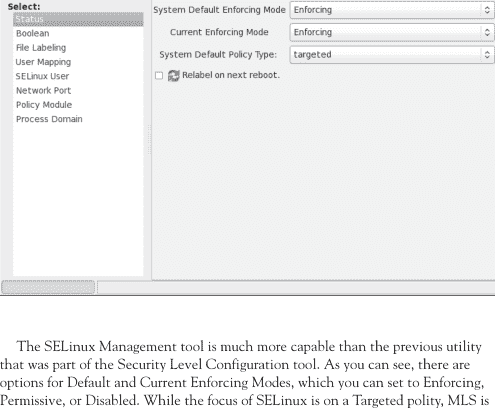 Select:
Status
Boolean
File Labeling
User Mapping
SELinux User
Network Port
Policy Module
Process Domain
System Default Enforcing Mode Enforcing
Current Enforcing Mode Enforcing
System Default Policy Type: targeted
Relabel on next reboot.
The SELinux Management tool is much more capable than the previous utility
that was part of the Security Level Configuration tool. As you can see, there are
options for Default and Current Enforcing Modes, which you can set to Enforcing,
Permissive, or Disabled. While the focus of SELinux is on a Targeted polity, MLS is